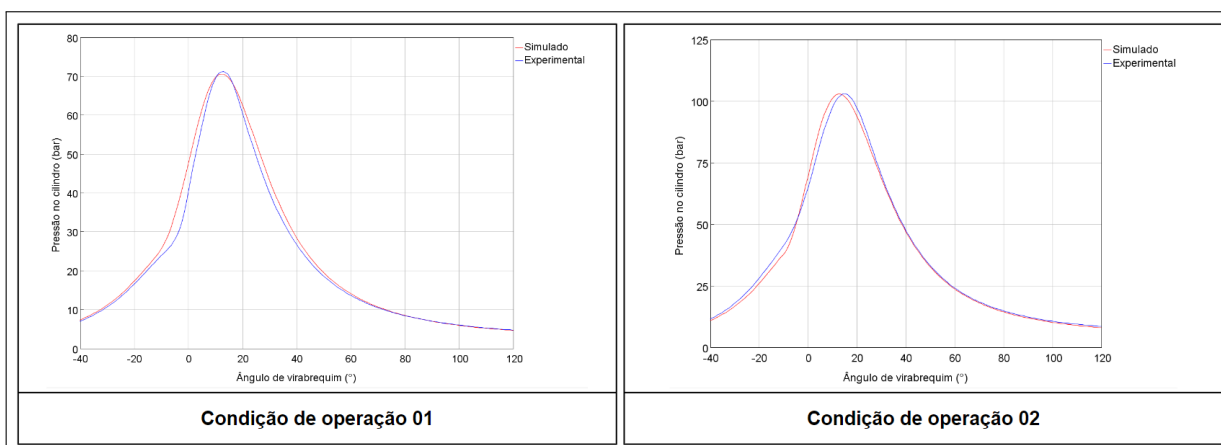 80
70
60
50
40
30
20
10
0
-40 -20 0 20 40 60 80 100 120
Pressão no cilindro (bar)
Ângulo de virabrequim (°)
Simulado
Experimental
Condição de operação 01
125
100
75
50
25
0
-40 -20 0 20 40 60 80 100 120
Pressão no cilindro (bar)
Ângulo de virabrequim (°)
Simulado
Experimental
Condição de operação 02